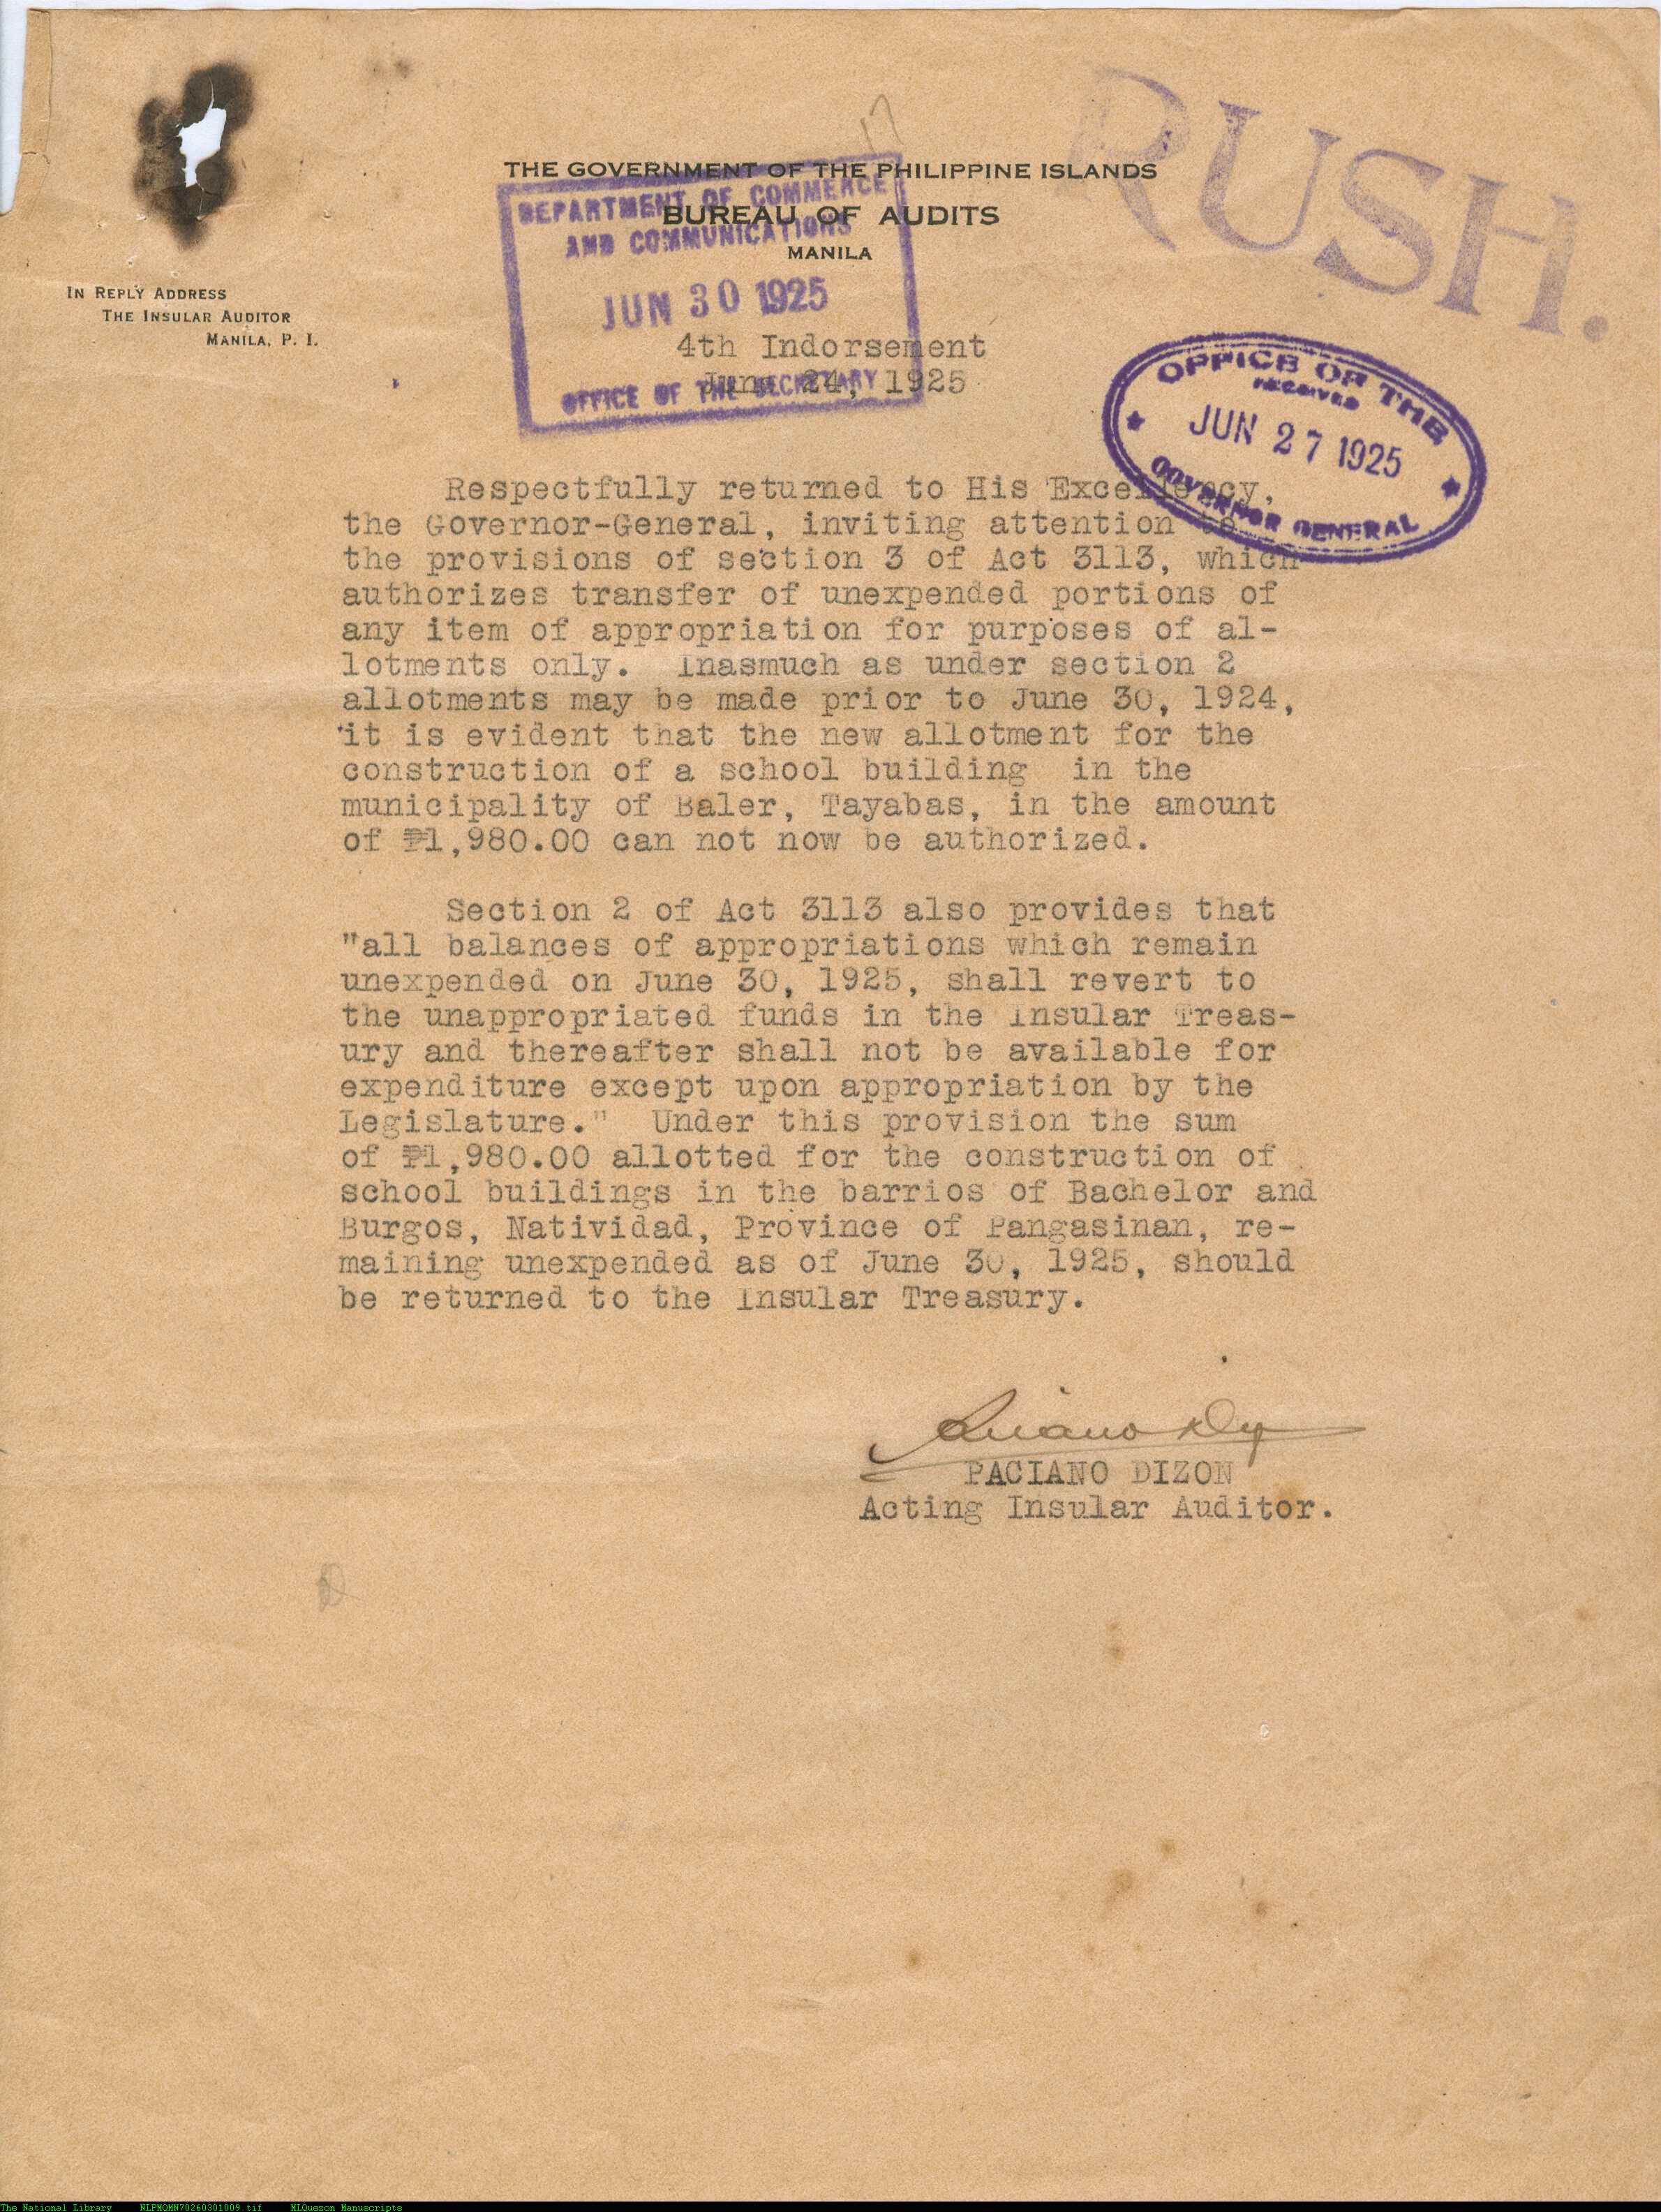 17
RUSH.
THE GOVERNMENT OF THE PHILIPPINE ISLANDS
BUREAU OF AUDITS
MANILA
DEPARTMENT OF COMMERCE
AND COMMUNICATIONS
JUN 30 1925
OFFICE OF THE SECRETARY
IN REPLY ADDRESS
THE INSULAR AUDITOR
MANILA, P. I.
4th Indorsement
June 24, 1925
OFFICE OF THE
RECEIVED
JUN 27 1925
GOVERNOR GENERAL
Respectfully returned to His Excellency,
the Governor-General, inviting attention to
the provisions of section 3 of Act 3113, which
authorizes transfer of unexpended portions of
any item of appropriation for purposes of al-
lotments only. Inasmuch as under section 2
allotments may be made prior to June 30, 1924,
it is evident that the new allotment for the
construction of a school building in the
municipality of Baler, Tayabas, in the amount
of ₱1,980.00 can not now be authorized.
Section 2 of Act 3113 also provides that
"all balances of appropriations which remain
unexpended on June 30, 1925, shall revert to
the unappropriated funds in the Insular Treas-
ury and thereafter shall not be available for
expenditure except upon appropriation by the
Legislature." Under this provision the sum
of ₱1,980.00 allotted for the construction of
school buildings in the barrios of Bachelor and
Burgos, Natividad, Province of Pangasinan, re-
maining unexpended as of June 30, 1925, should
be returned to the Insular Treasury.
PACIANO DIZON
Acting Insular Auditor.
The National Library NLPMQMN70260301009.tif MLQuezon Manuscripts